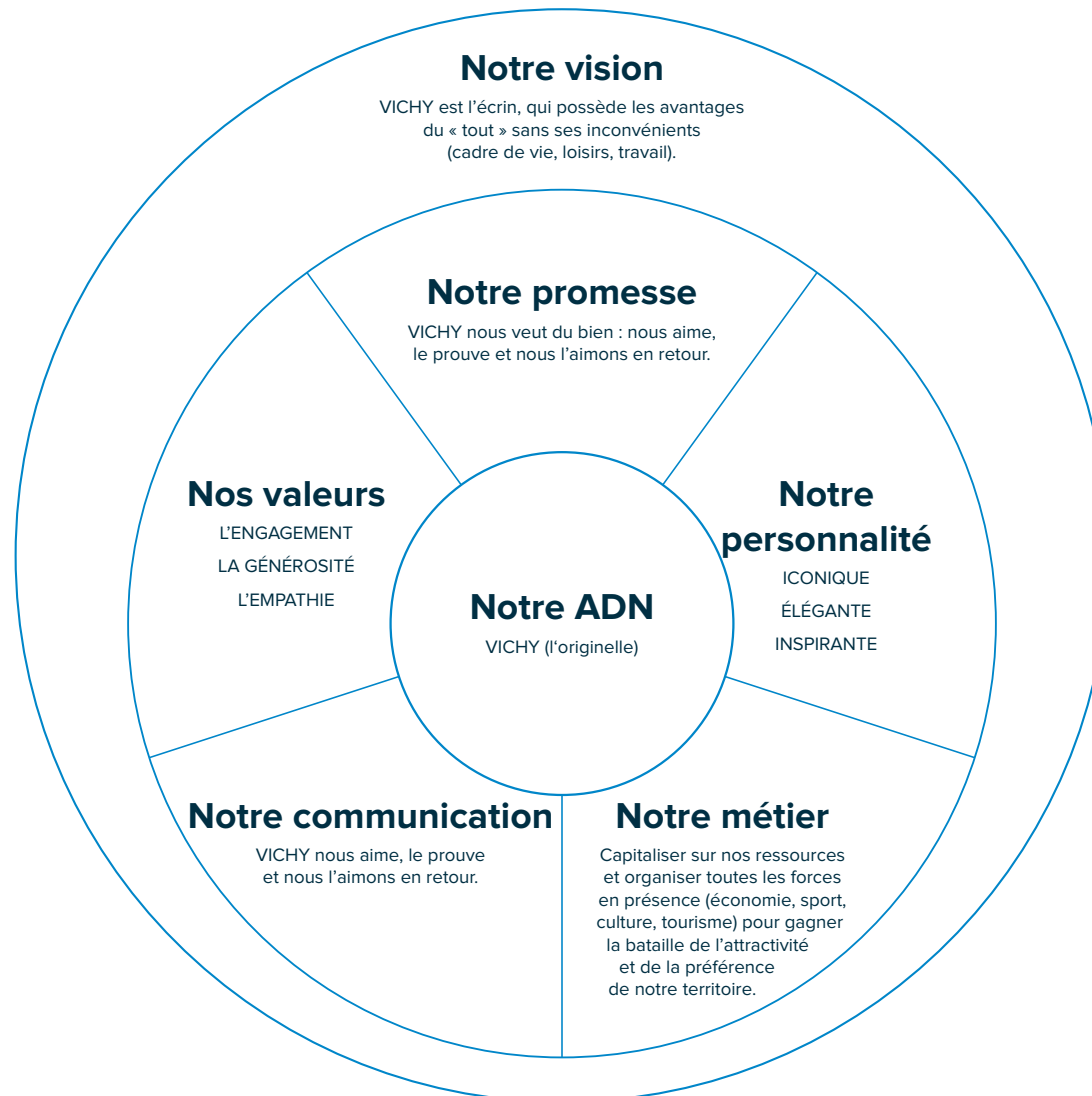 Notre vision
VICHY est l’écrin, qui possède les avantages
du « tout » sans ses inconvénients
(cadre de vie, loisirs, travail).
Notre promesse
VICHY nous veut du bien : nous aime,
le prouve et nous l’aimons en retour.
Nos valeurs
L’ENGAGEMENT
LA GÉNÉROSITÉ
L’EMPATHIE
Notre
personnalité
ICONIQUE
ÉLÉGANTE
INSPIRANTE
Notre ADN
VICHY (l‘originelle)
Notre communication
VICHY nous aime, le prouve
et nous l’aimons en retour.
Notre métier
Capitaliser sur nos ressources
et organiser toutes les forces
en présence (économie, sport,
culture, tourisme) pour gagner
la bataille de l’attractivité
et de la préférence
de notre territoire.